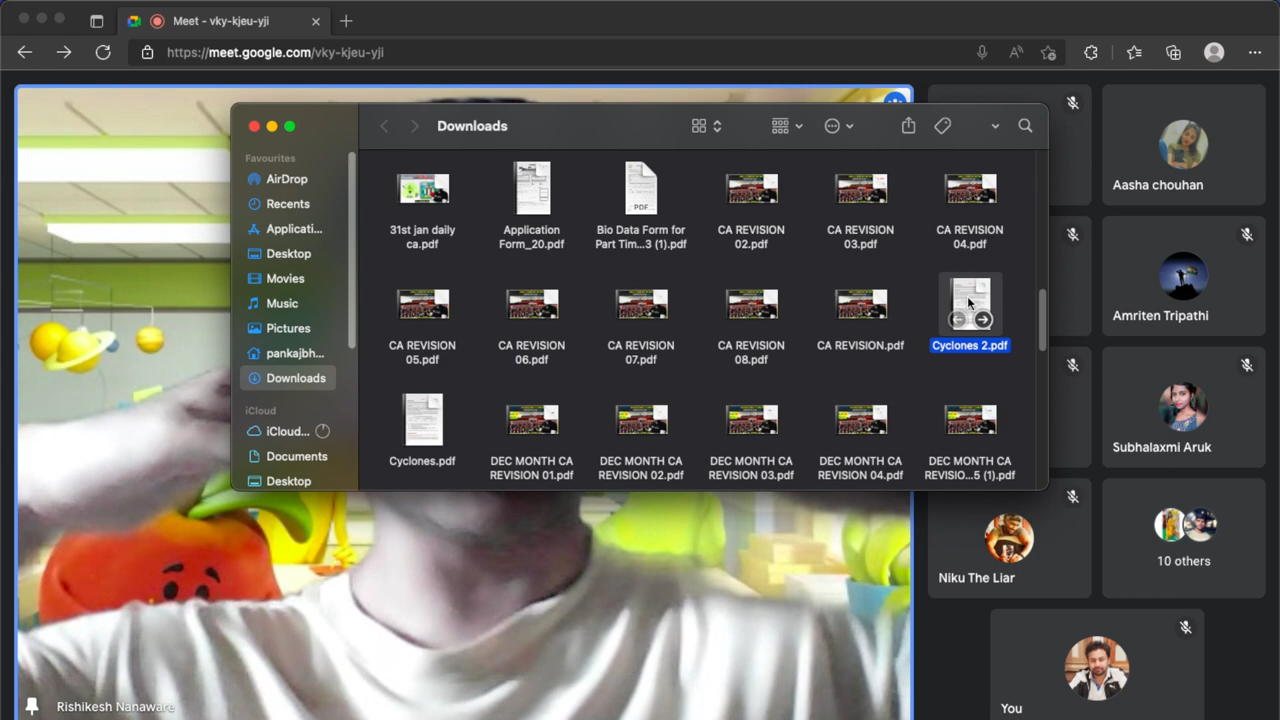 Meet - vky-kjeu-yji
https://meet.google.com/vky-kjeu-yji
Downloads
Favourites
AirDrop
Recents
Applicati...
Desktop
Movies
Music
Pictures
pankajbh...
Downloads
iCloud
iCloud...
Documents
Desktop
31st jan daily
ca.pdf
Application
Form_20.pdf
PDF
Bio Data Form for
Part Tim...3 (1).pdf
CA REVISION
02.pdf
CA REVISION
03.pdf
CA REVISION
04.pdf
CA REVISION
05.pdf
CA REVISION
06.pdf
CA REVISION
07.pdf
CA REVISION
08.pdf
CA REVISION.pdf
Cyclones 2.pdf
Cyclones.pdf
DEC MONTH CA
REVISION 01.pdf
DEC MONTH CA
REVISION 02.pdf
DEC MONTH CA
REVISION 03.pdf
DEC MONTH CA
REVISION 04.pdf
DEC MONTH CA
REVISIO...5 (1).pdf
Aasha chouhan
Amriten Tripathi
Subhalaxmi Aruk
Niku The Liar
10 others
You
Rishikesh Nanaware